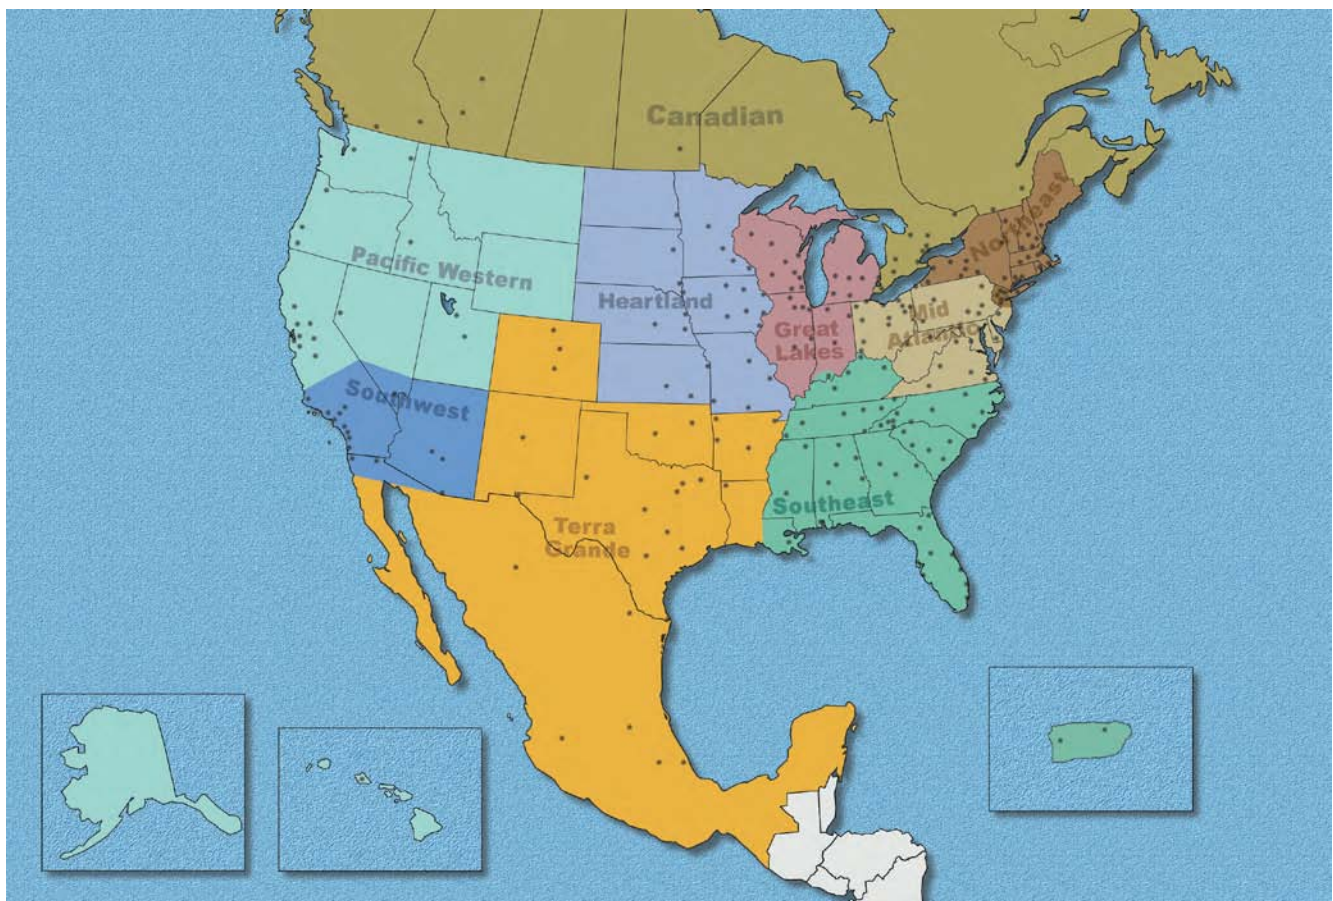 Canadian
Northeast
Pacific Western
Heartland
Great
Lakes
Mid
Atlantic
Southwest
Southeast
Terra
Grande